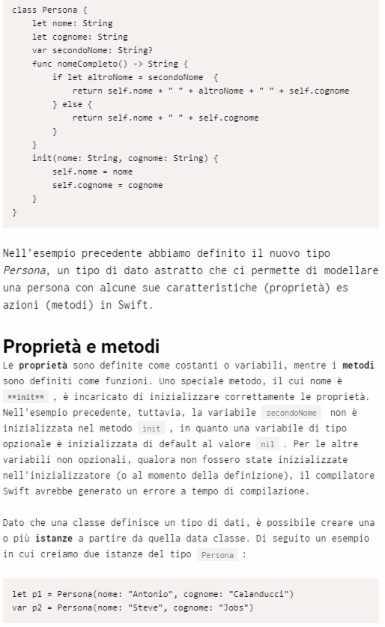 class Persona {
let nome: String
let cognome: String
var secondoNome: String?
func nomeCompleto() -> String {
if let altroNome = secondoNome {
return self.nome + " " + altroNome + " " + self.cognome
} else {
return self.nome + " " + self.cognome
}
}
init(nome: String, cognome: String) {
self.nome = nome
self.cognome = cognome
}
}
Nell'esempio precedente abbiamo definito il nuovo tipo
Persona, un tipo di dato astratto che ci permette di modellare
una persona con alcune sue caratteristiche (proprietà) es
azioni (metodi) in Swift.
Proprietà e metodi
Le proprietà sono definite come costanti o variabili, mentre i metodi
sono definiti come funzioni. Uno speciale metodo, il cui nome è
**init** , è incaricato di inizializzare correttamente le proprietà.
Nell'esempio precedente, tuttavia, la variabile secondoNome non è
inizializzata nel metodo init , in quanto una variabile di tipo
opzionale è inizializzata di default al valore nil . Per le altre
variabili non opzionali, qualora non fossero state inizializzate
nell'inizializzatore (o al momento della definizione), il compilatore
Swift avrebbe generato un errore a tempo di compilazione.
Dato che una classe definisce un tipo di dati, è possibile creare una
o più istanze a partire da quella data classe. Di seguito un esempio
in cui creiamo due istanze del tipo Persona :
let p1 = Persona(nome: "Antonio", cognome: "Calanducci")
var p2 = Persona(nome: "Steve", cognome: "Jobs")